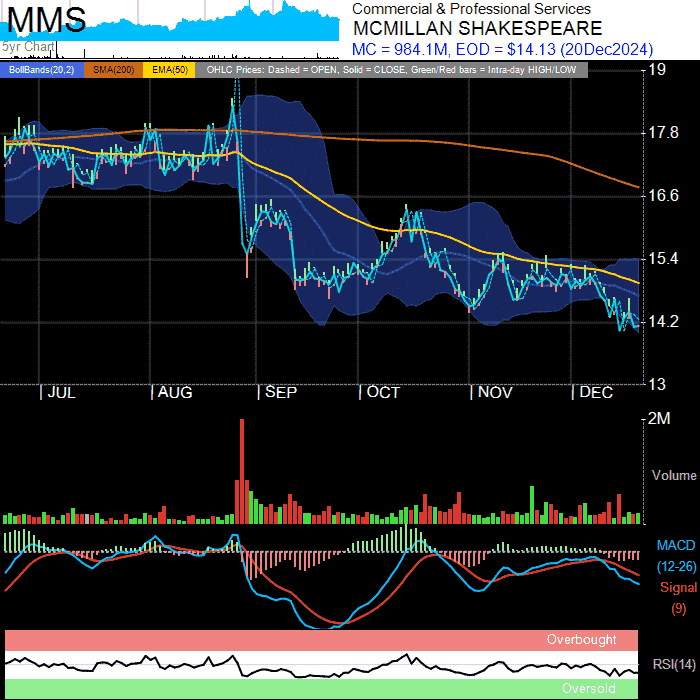 MMS
Commercial & Professional Services
MCMILLAN SHAKESPEARE
5yr Chart
MC = 984.1M, EOD = $14.13 (20Dec2024)
BollBands(20,2) SMA(200) EMA(50) OHLC Prices: Dashed = OPEN, Solid = CLOSE, Green/Red bars = Intra-day HIGH/LOW
19
17.8
16.6
15.4
14.2
13
JUL AUG SEP OCT NOV DEC
2M
Volume
MACD
(12-26)
Signal
(9)
Overbought
RSI(14)
Oversold